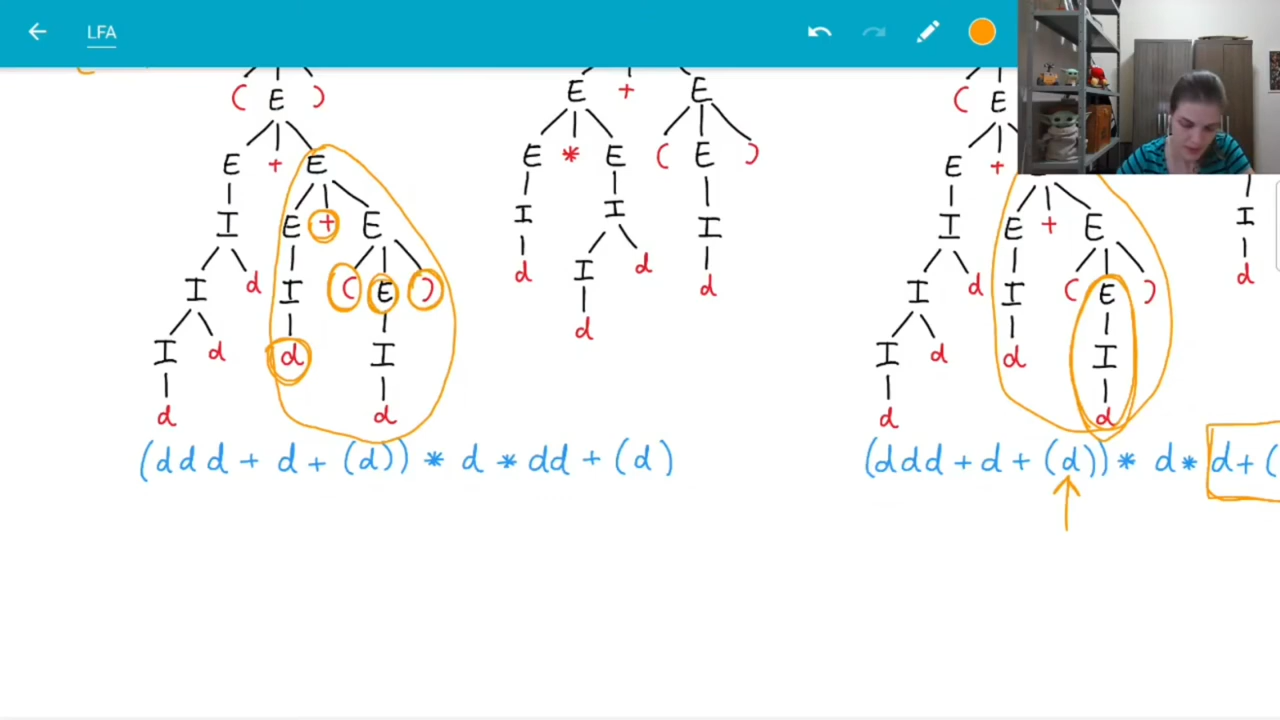 LFA
( E ) + E ( E
E * E
E + E ( E ) E +
I E + E I I I E + E I
d d
I d I ( E ) I d I d I ( E ) d
d
I d d I I d d I
d d d d
(ddd + d + (d)) * d * dd + (d) (ddd + d + (d)) * d * d + (